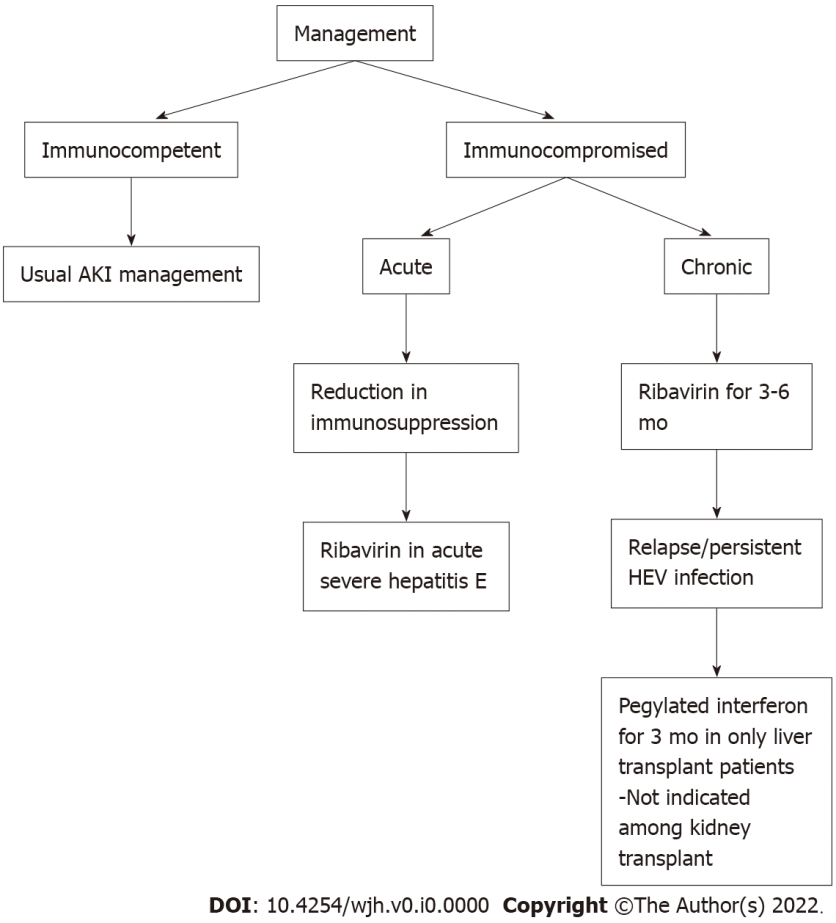 Management
Immunocompetent
Immunocompromised
Usual AKI management
Acute
Chronic
Reduction in
immunosuppression
Ribavirin for 3-6
mo
Ribavirin in acute
severe hepatitis E
Relapse/persistent
HEV infection
Pegylated interferon
for 3 mo in only liver
transplant patients
-Not indicated
among kidney
transplant
DOI: 10.4254/wjh.v0.i0.0000 Copyright ©The Author(s) 2022.